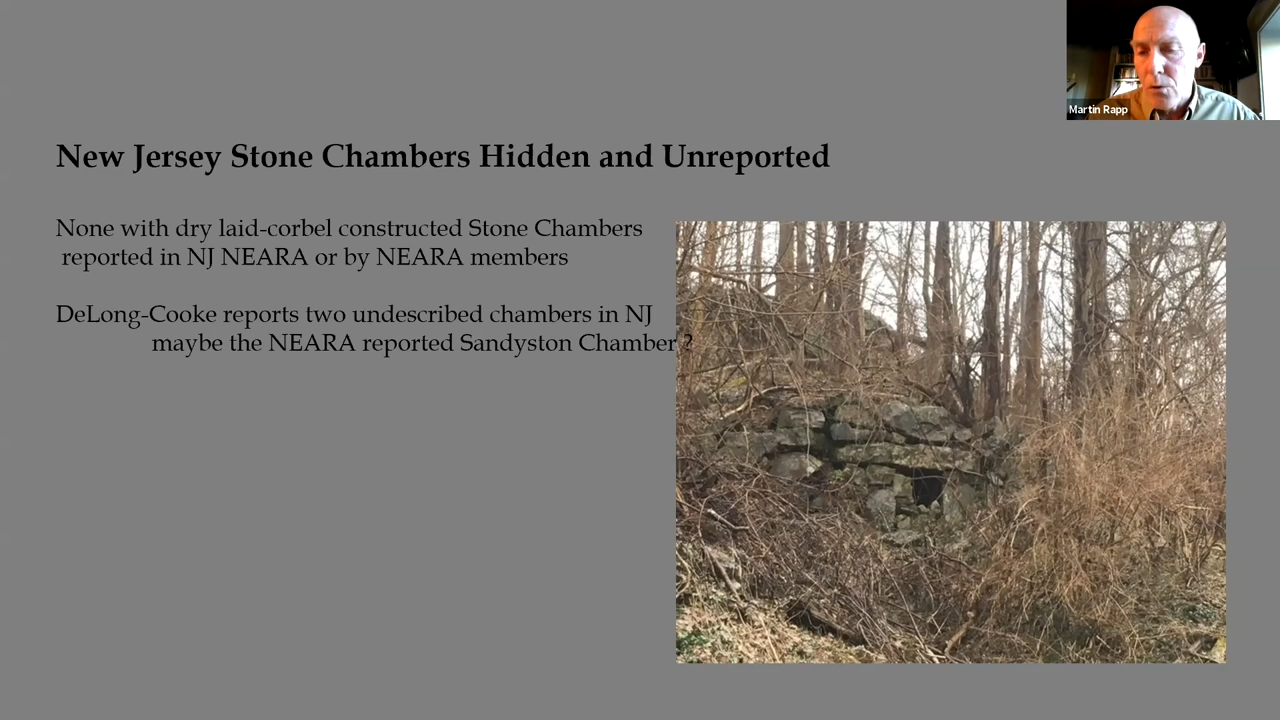 Martin Rapp
New Jersey Stone Chambers Hidden and Unreported
None with dry laid-corbel constructed Stone Chambers
reported in NJ NEARA or by NEARA members
DeLong-Cooke reports two undescribed chambers in NJ
maybe the NEARA reported Sandyston Chamber ?